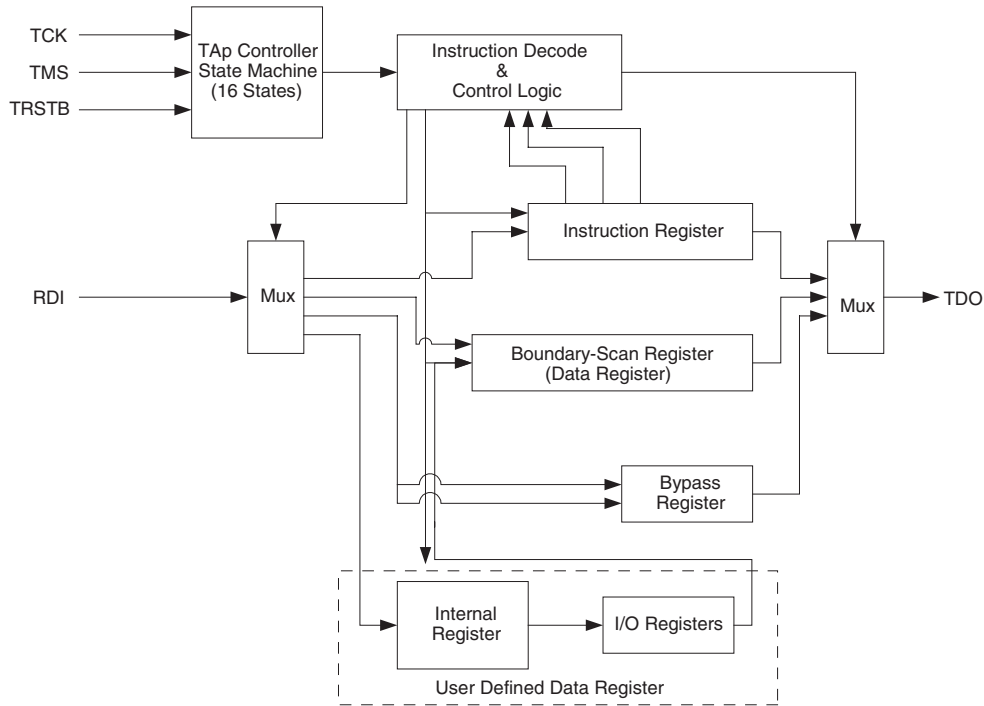 TCK
TMS
TRSTB
TAp Controller
State Machine
(16 States)
Instruction Decode
&
Control Logic
Instruction Register
RDI
Mux
Mux
TDO
Boundary-Scan Register
(Data Register)
Bypass
Register
Internal
Register
I/O Registers
User Defined Data Register